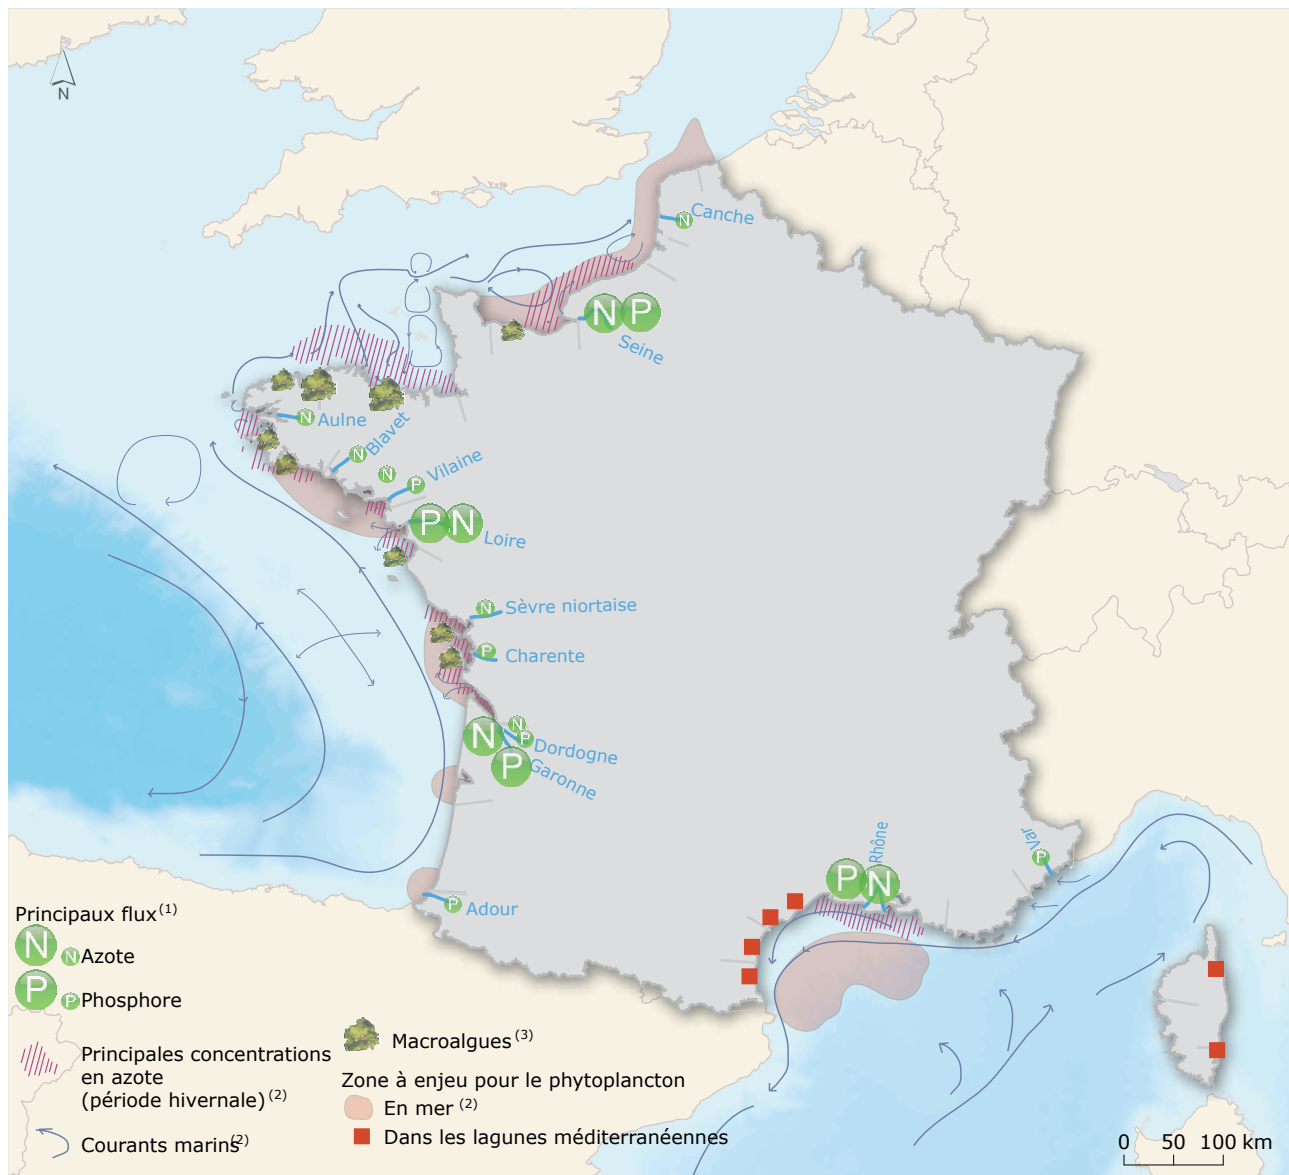 N
Canche
N
N P
Seine
N Aulne
N Blavet
N
P Vilaine
P N
Loire
N Sèvre niortaise
P Charente
N
N
P Dordogne
P Garonne
Var
P
Rhône
P N
P Adour
Principaux flux(1)
N N Azote
P P Phosphore
Principales concentrations
en azote
(période hivernale)(2)
Courants marins(2)
Macroalgues(3)
Zone à enjeu pour le phytoplancton
En mer(2)
Dans les lagunes méditerranéennes
0 50 100 km